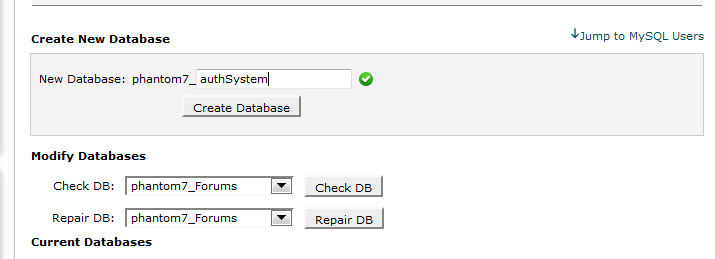 Create New Database
Jump to MySQL Users
New Database: phantom7_ authSystem
Create Database
Modify Databases
Check DB: phantom7_Forums Check DB
Repair DB: phantom7_Forums Repair DB
Current Databases